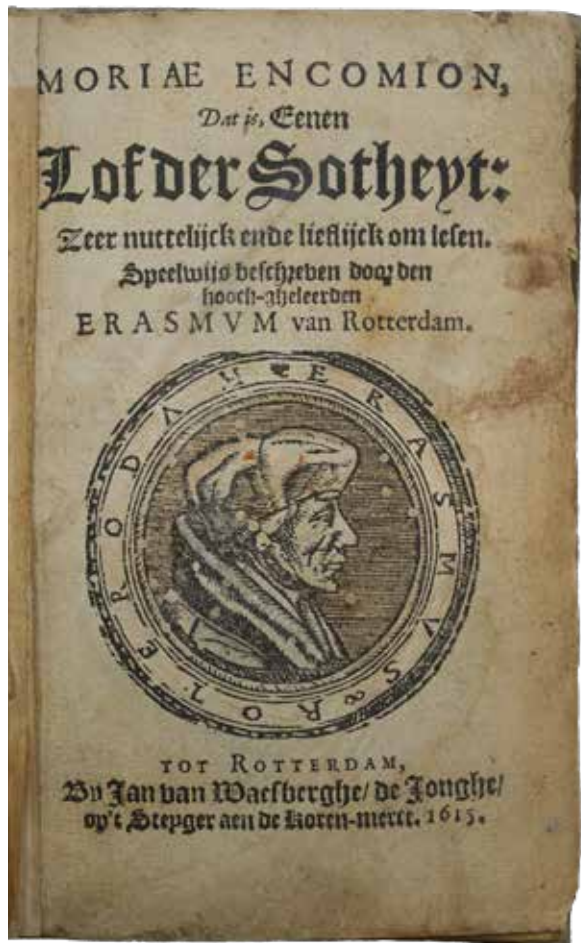 MORIAE ENCOMION,
Dat is, Eenen
Lof der Sotheyt:
Zeer nuttelijck ende lieflijck om lesen.
Speelwijs beschreven door den
hooch-gheleerden
ERASMVM van Rotterdam.
ERASMVS ROTERODAM
TOT ROTTERDAM,
By Jan van Waesberghe/ de Jonghe/
op't Steyger aen de Koren-merct. 1615.